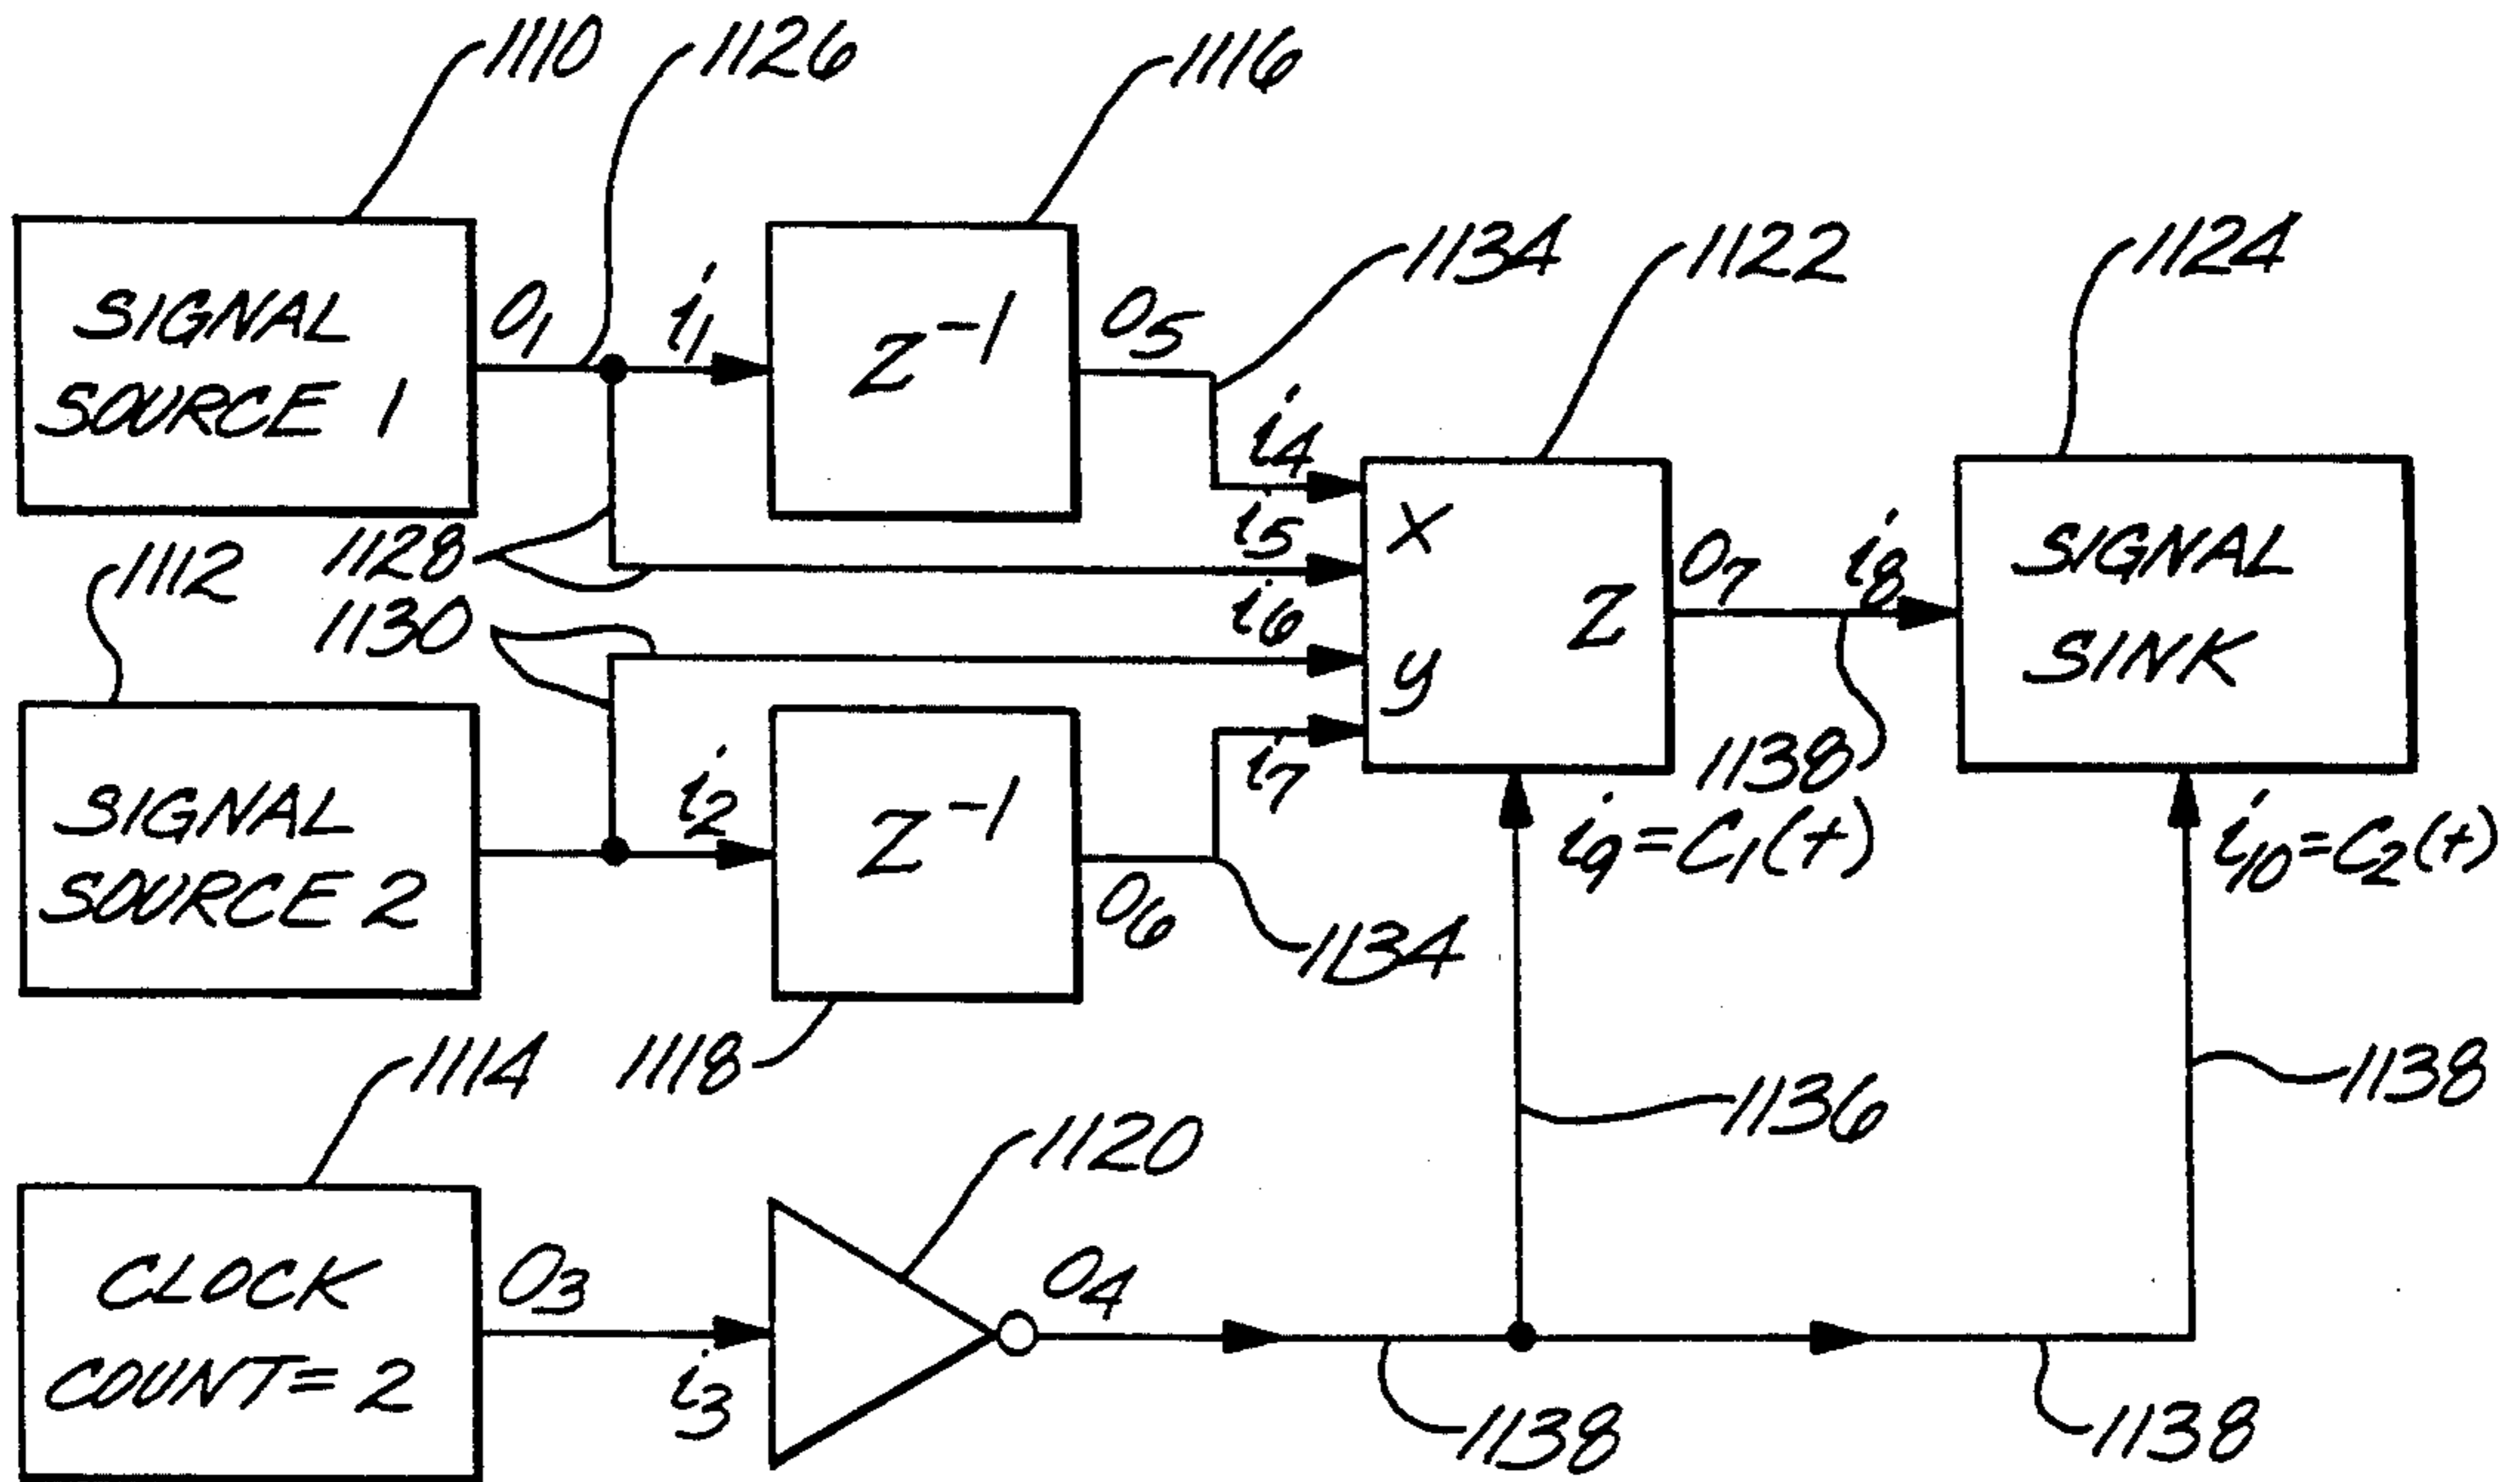 1110
1126
1116
1134
1122
1124
SIGNAL
SOURCE 1
O1
i1
Z-1
O5
i4
i5
i6
i7
1128
1130
1112
X
y
Z
O7
i8
SIGNAL
SINK
1138
SIGNAL
SOURCE 2
i2
Z-1
O6
1134
i9=C1(t)
i10=C2(t)
1114
1118
1120
1136
1138
CLOCK
COUNT=2
O3
i3
O4
1138
1138